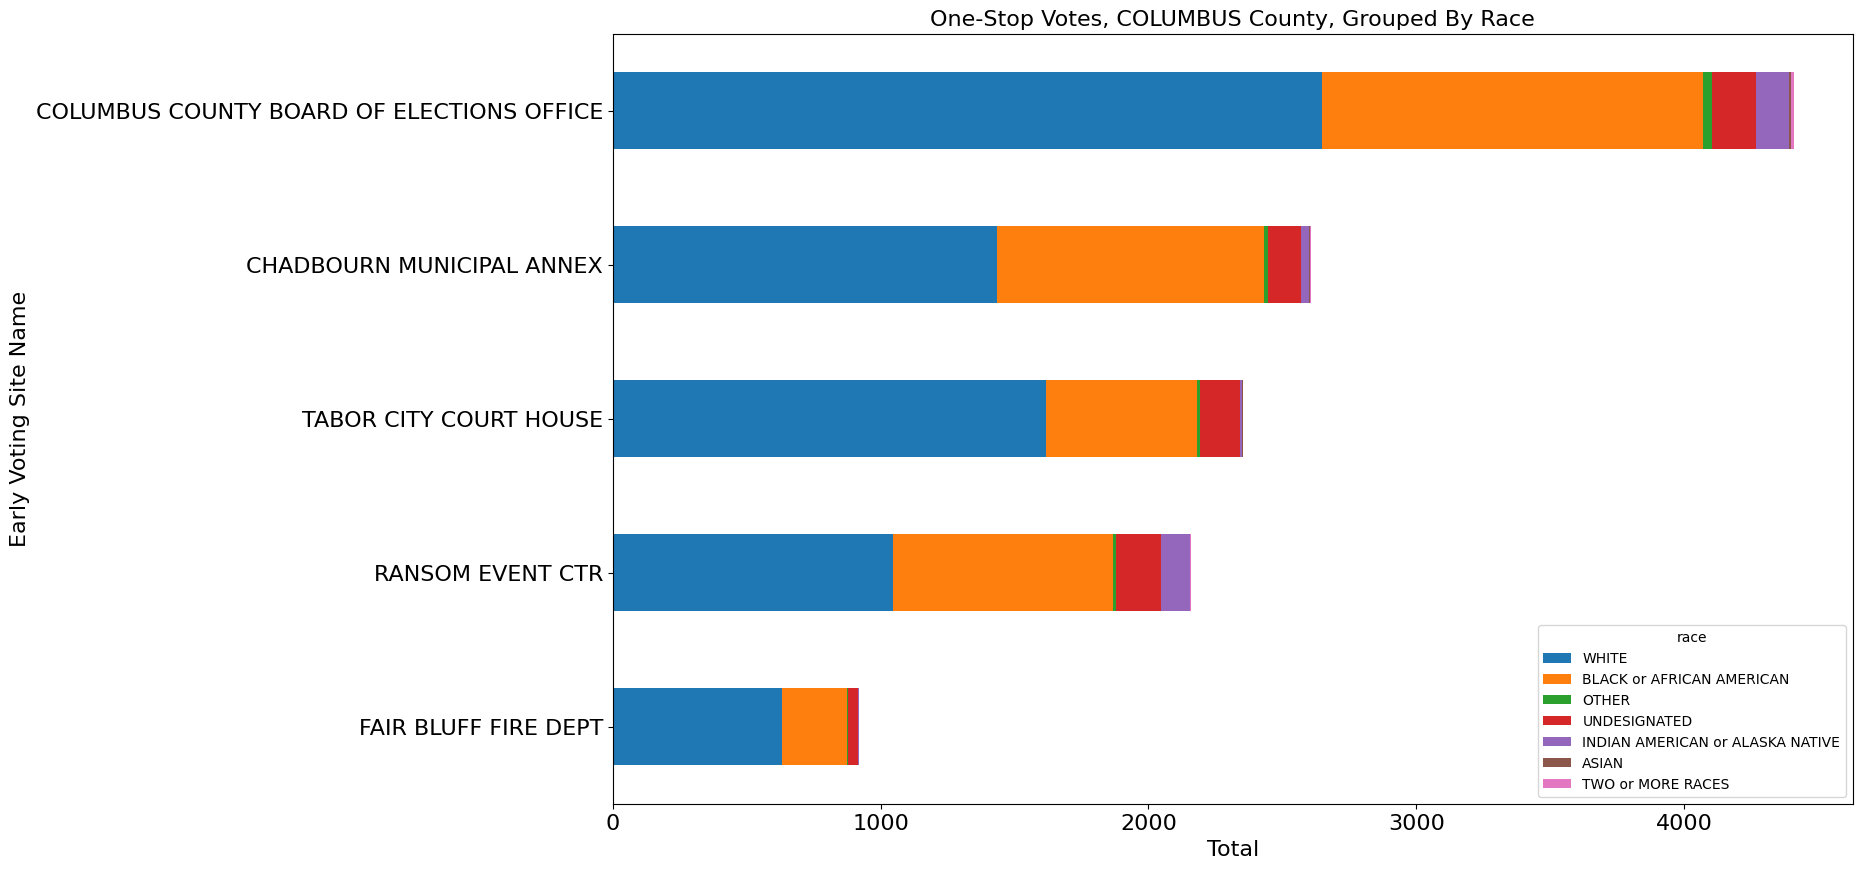 One-Stop Votes, COLUMBUS County, Grouped By Race
Early Voting Site Name
COLUMBUS COUNTY BOARD OF ELECTIONS OFFICE
CHADBOURN MUNICIPAL ANNEX
TABOR CITY COURT HOUSE
RANSOM EVENT CTR
FAIR BLUFF FIRE DEPT
race
WHITE
BLACK or AFRICAN AMERICAN
OTHER
UNDESIGNATED
INDIAN AMERICAN or ALASKA NATIVE
ASIAN
TWO or MORE RACES
0 1000 2000 3000 4000
Total